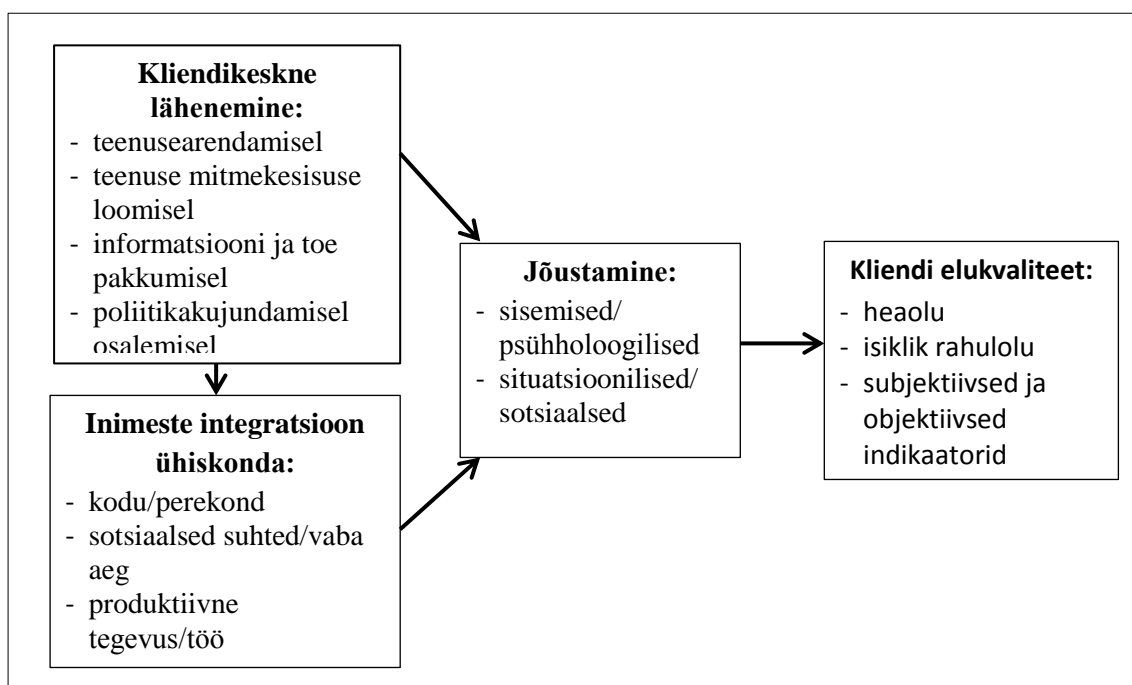 Kliendikeskne
lähenemine:
- teenusearendamisel
- teenuse mitmekesisuse
loomisel
- informatsiooni ja toe
pakkumisel
- poliitikakujundamisel
osalemisel
Inimeste integratsioon
ühiskonda:
- kodu/perekond
- sotsiaalsed suhted/vaba
aeg
- produktiivne
tegevus/töö
Jõustamine:
- sisemised/
psühholoogilised
- situatsioonilised/
sotsiaalsed
Kliendi elukvaliteet:
- heaolu
- isiklik rahulolu
- subjektiivsed ja
objektiivsed
indikaatorid